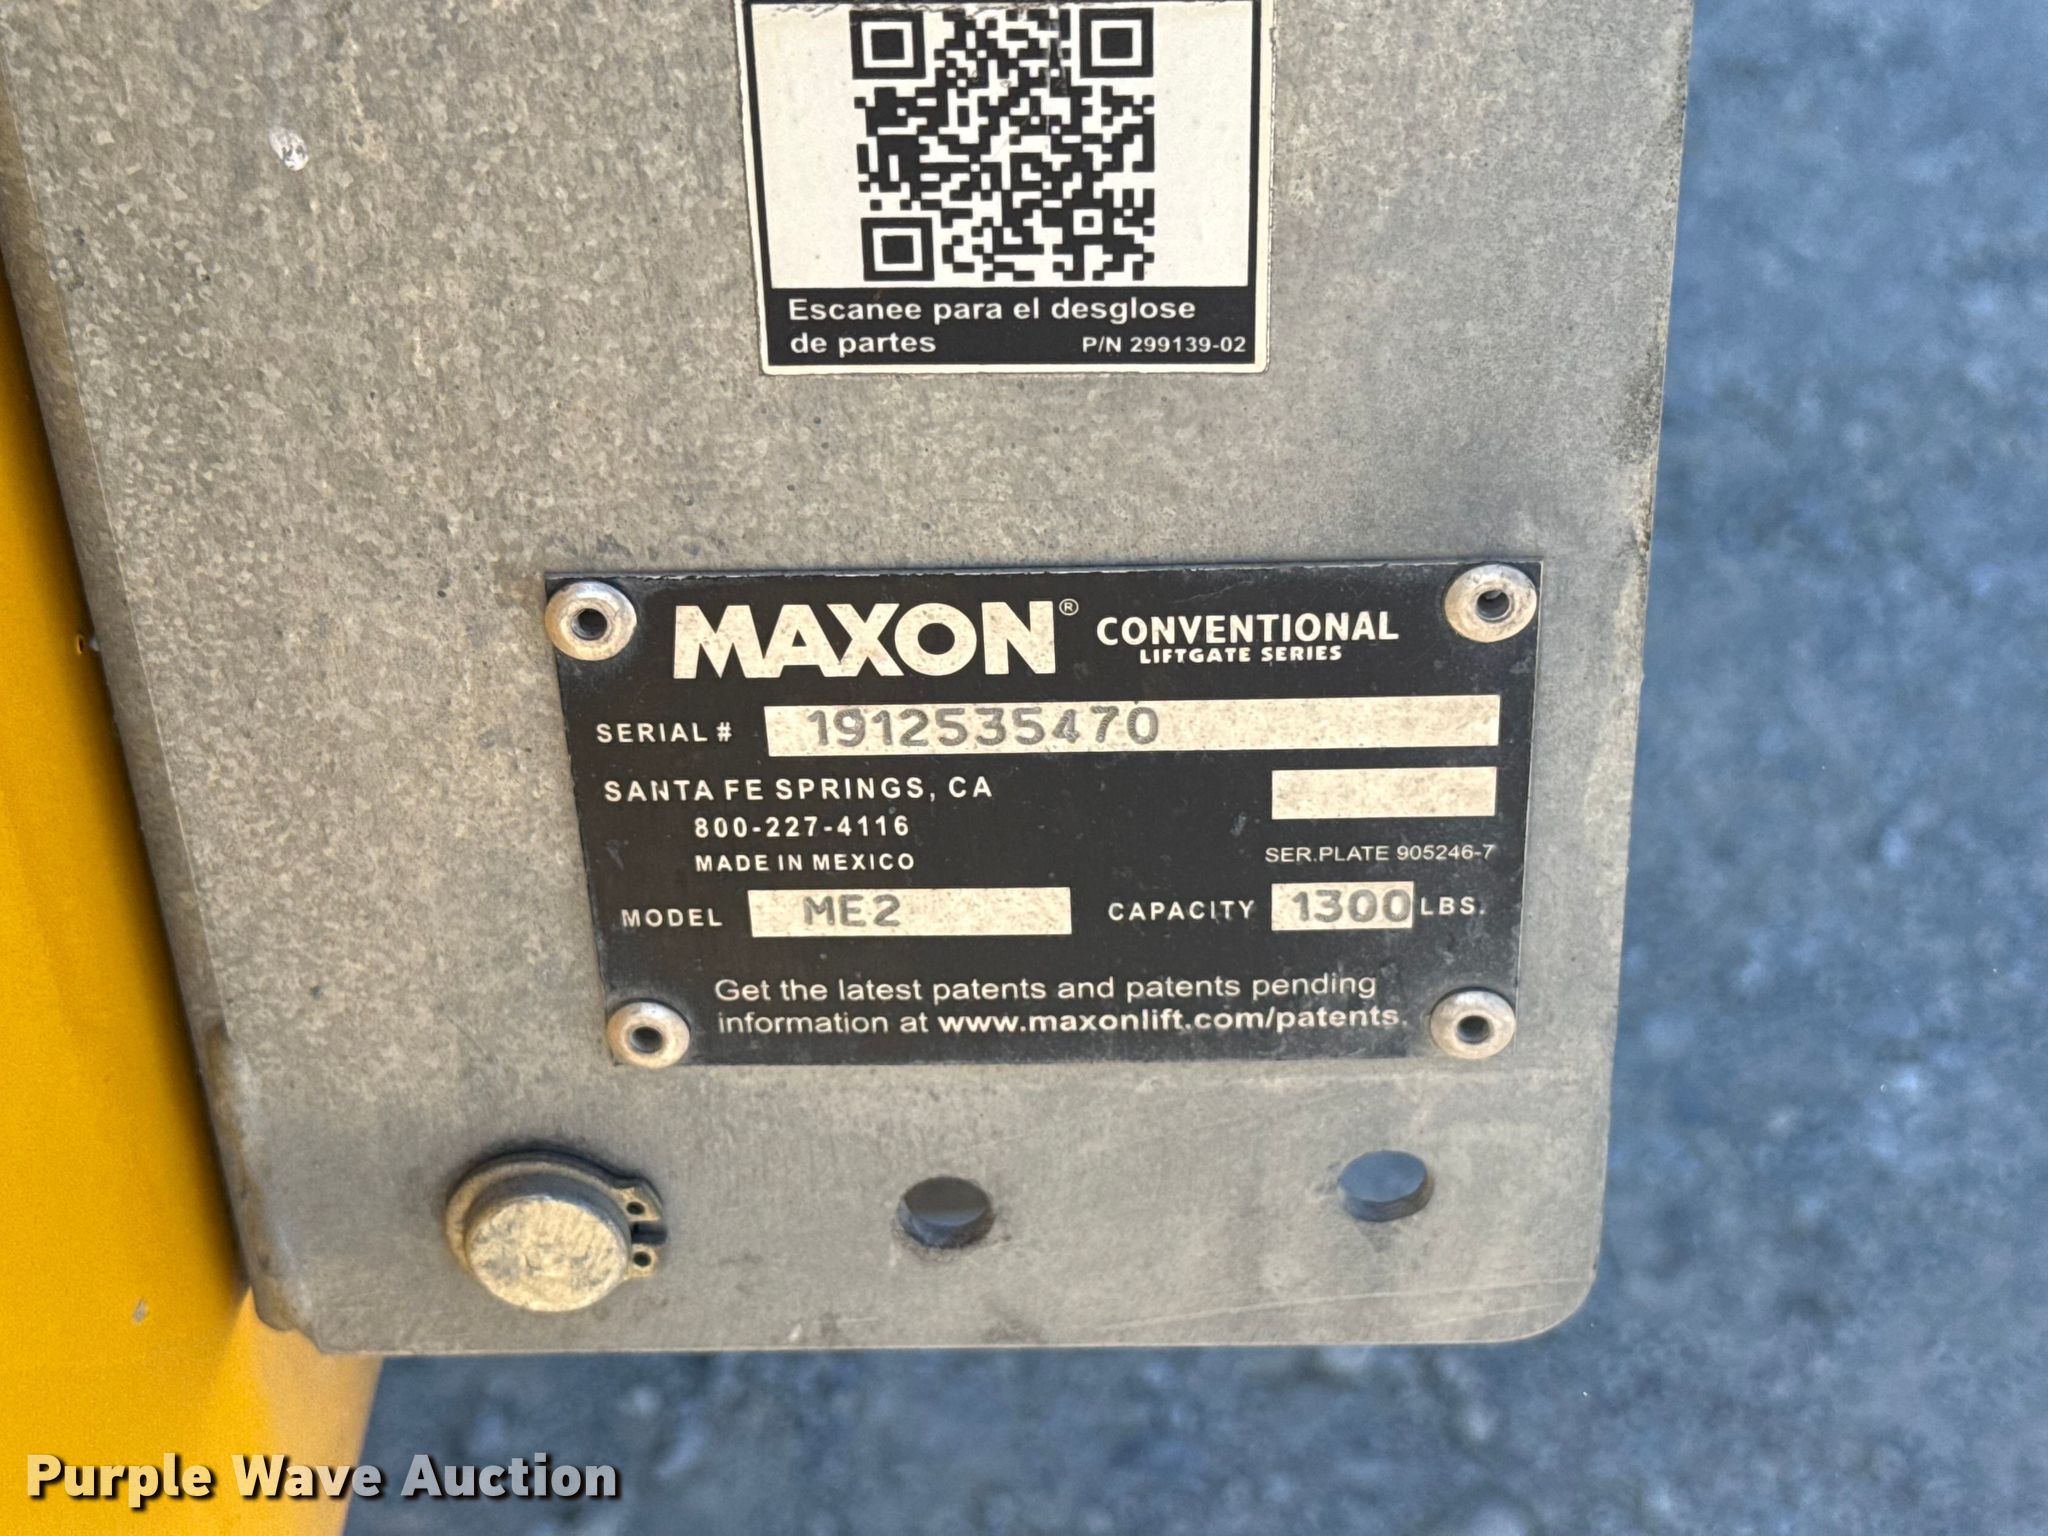 Escanee para el desglose
de partes P/N 299139-02
MAXON® CONVENTIONAL
LIFTGATE SERIES
SERIAL # 1912535470
SANTA FE SPRINGS, CA
800-227-4116
MADE IN MEXICO
SER.PLATE 905246-7
MODEL ME2 CAPACITY 1300 LBS.
Get the latest patents and patents pending
information at www.maxonlift.com/patents.
Purple Wave Auction